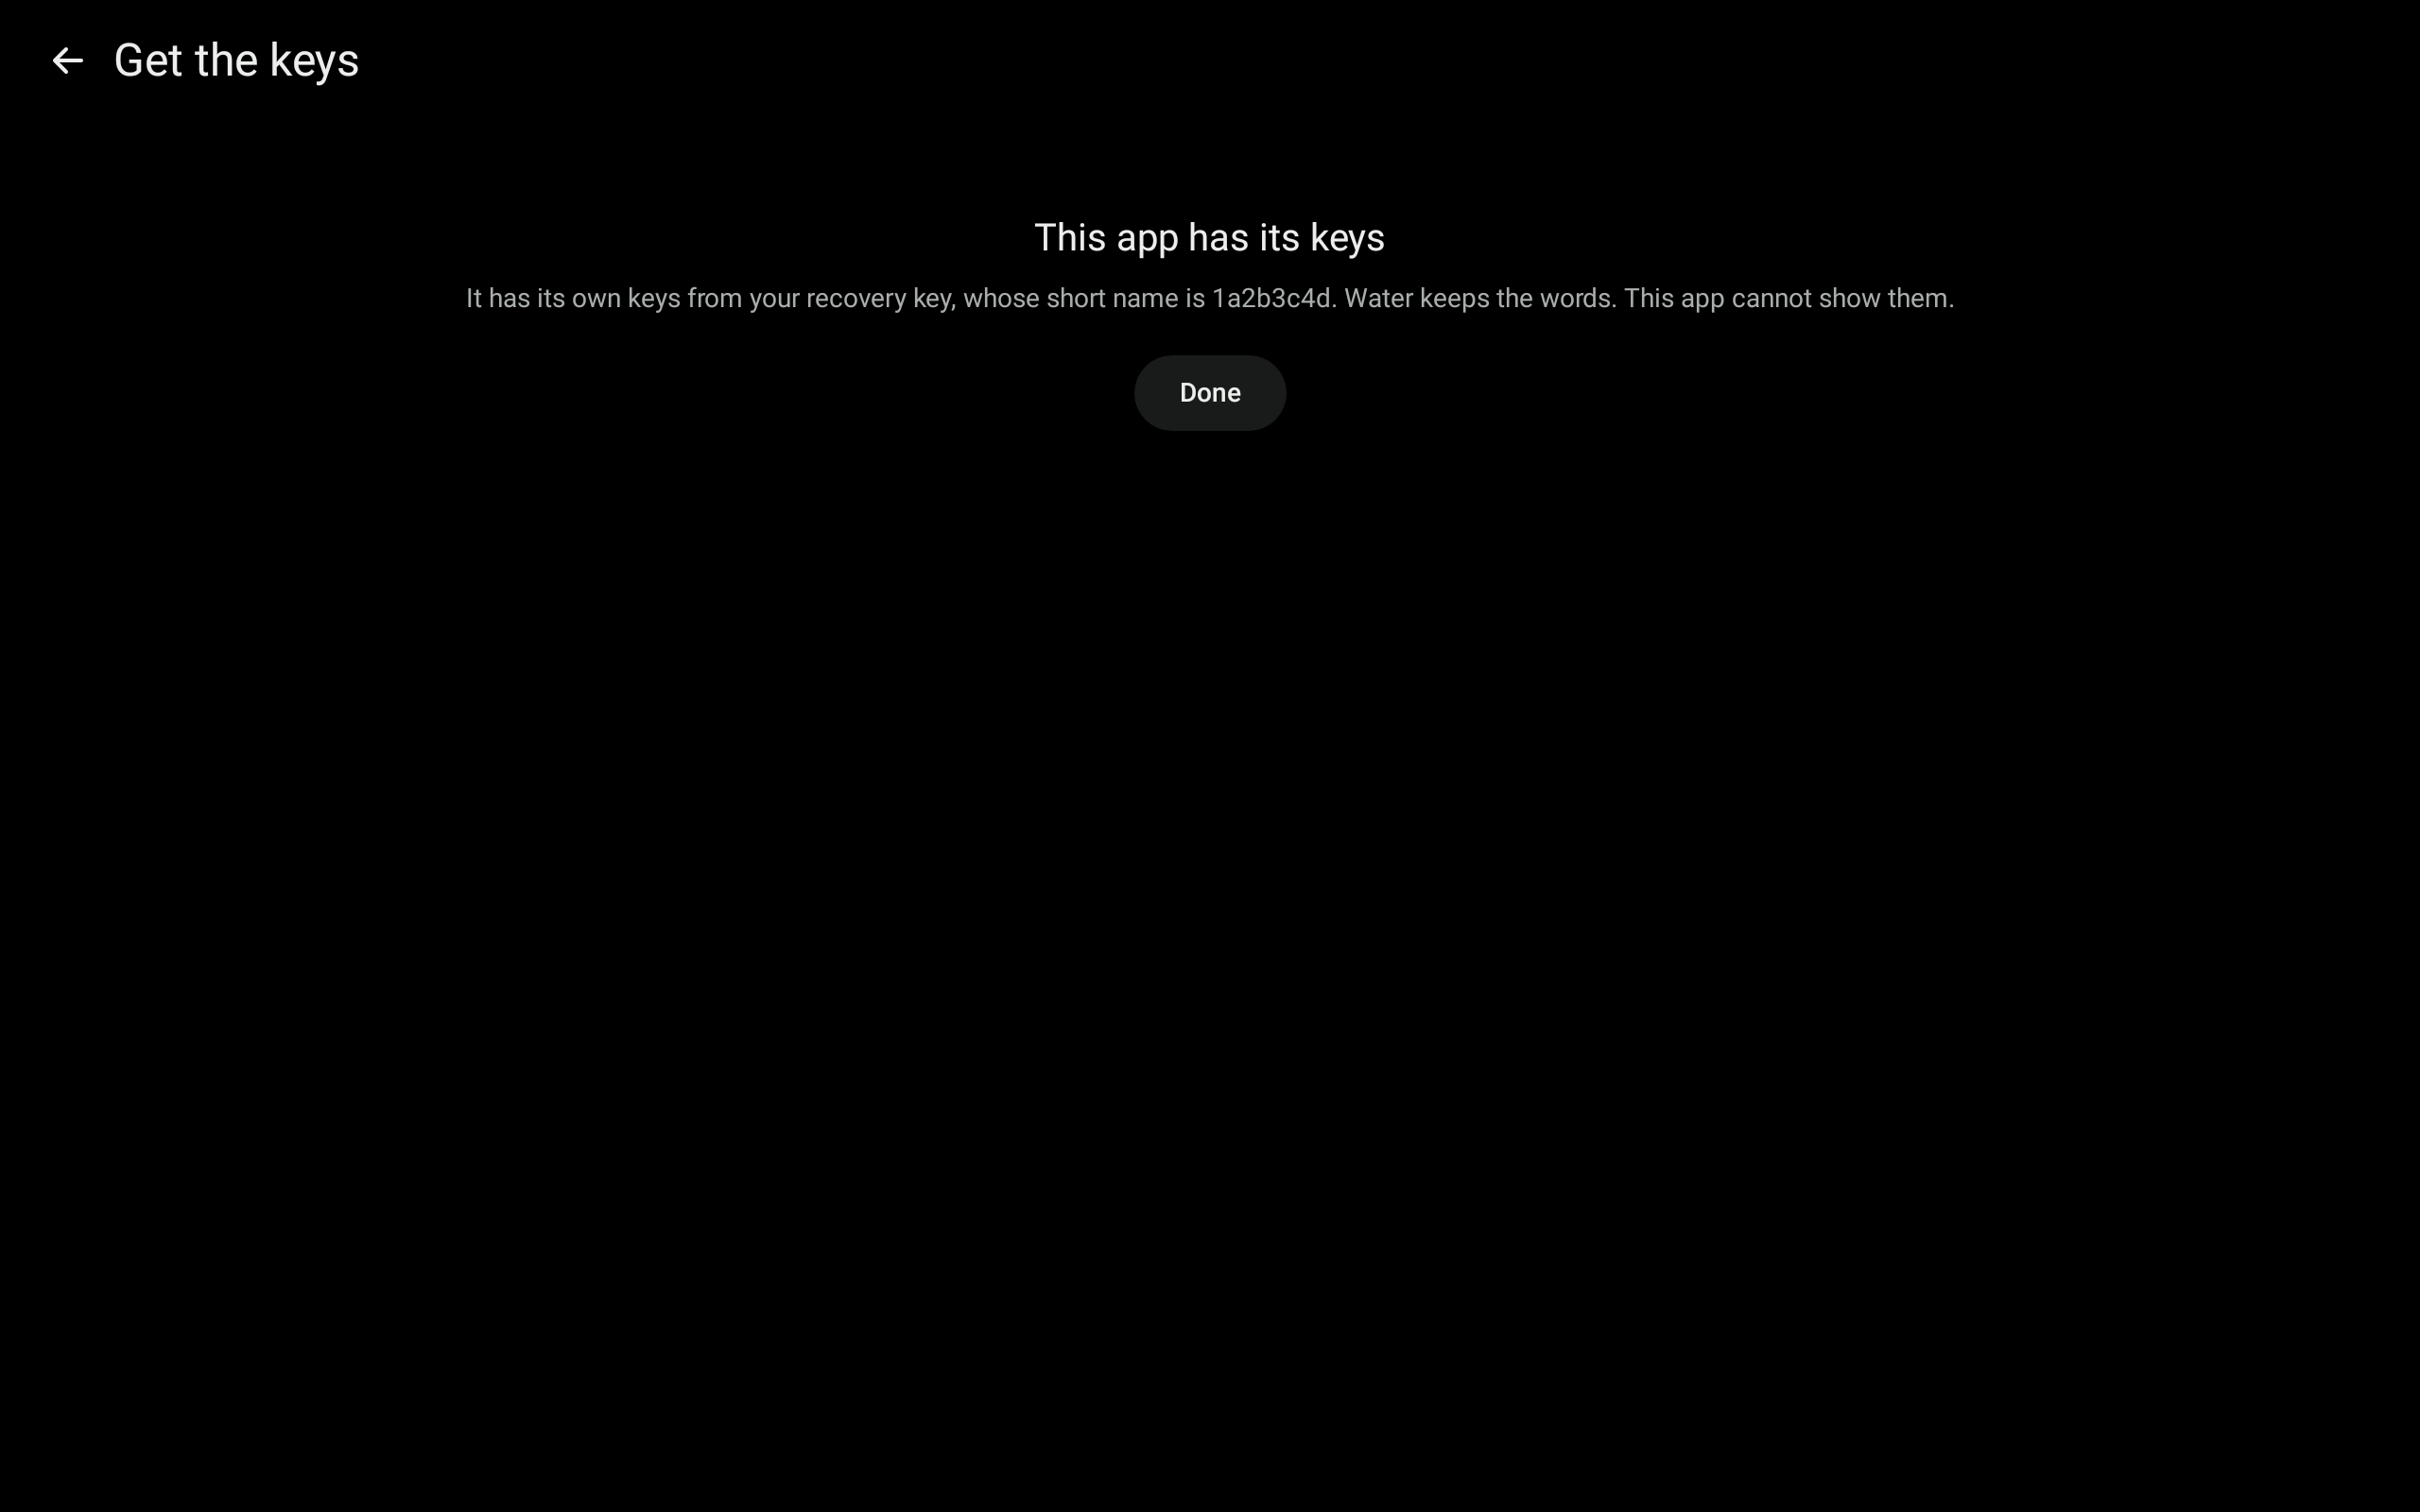 Get the keys
This app has its keys
It has its own keys from your recovery key, whose short name is 1a2b3c4d. Water keeps the words. This app cannot show them.
Done